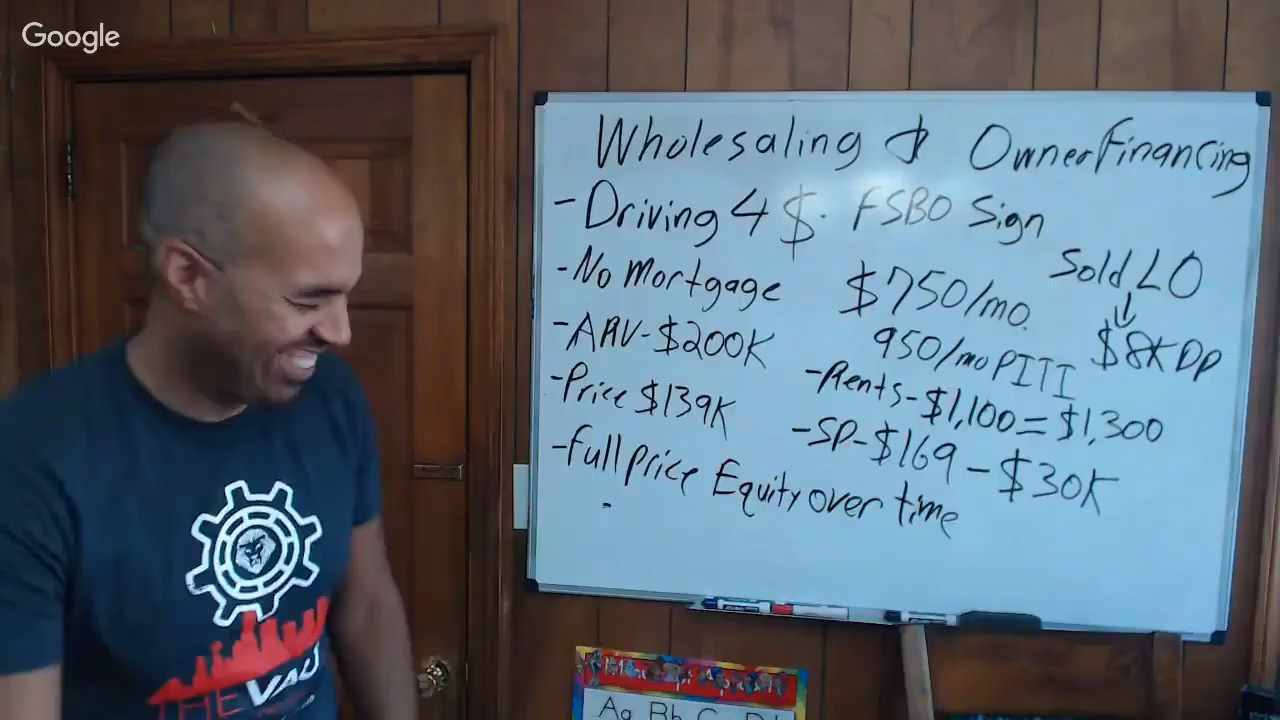 Google
Wholesaling & Owner Financing
- Driving 4 $. FSBO Sign
- No Mortgage $750/mo.
Sold LO
- ARV - $200K 950/mo PITI
$8K DP
- Price $139K - Rents - $1,100 = $1,300
- SP - $169 - $30K
- Full price Equity over time
-
THE VAU
Aa Bb C